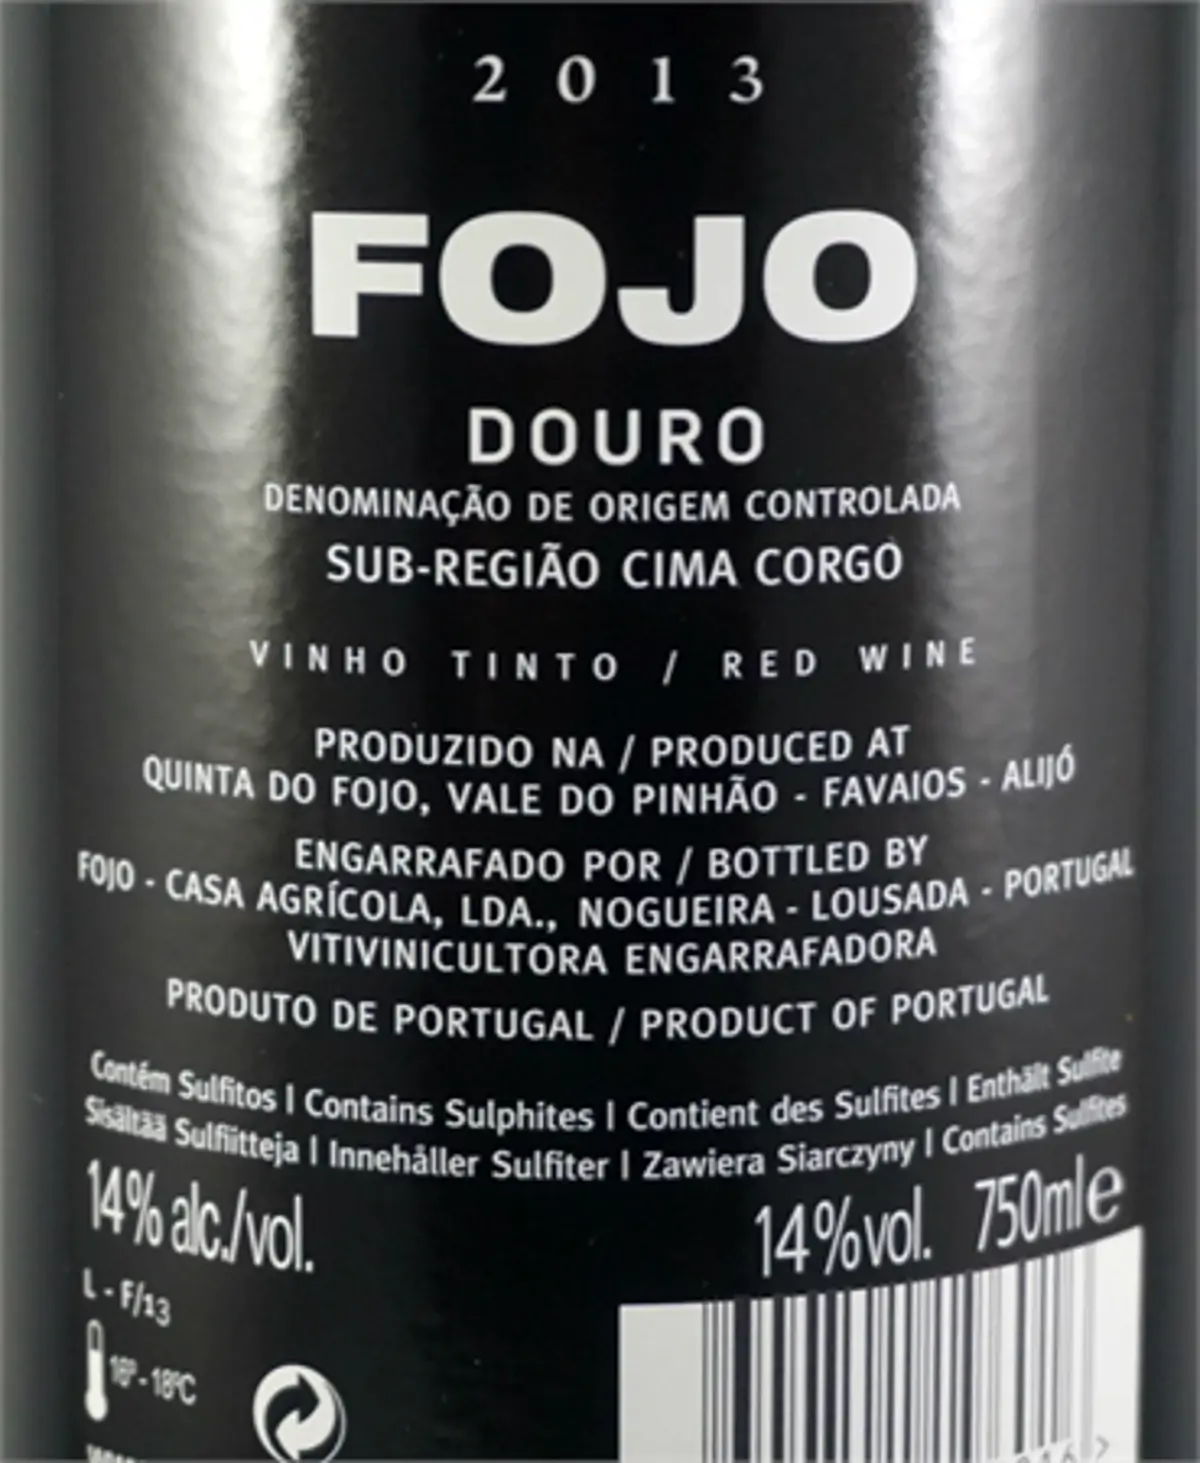 2013
FOJO
DOURO
DENOMINAÇÃO DE ORIGEM CONTROLADA
SUB-REGIÃO CIMA CORGO
VINHO TINTO / RED WINE
PRODUZIDO NA / PRODUCED AT
QUINTA DO FOJO, VALE DO PINHÃO - FAVAIOS - ALIJÓ
ENGARRAFADO POR / BOTTLED BY
FOJO - CASA AGRÍCOLA, LDA., NOGUEIRA - LOUSADA - PORTUGAL
VITIVINICULTORA ENGARRAFADORA
PRODUTO DE PORTUGAL / PRODUCT OF PORTUGAL
Contém Sulfitos | Contains Sulphites | Contient des Sulfites | Enthält Sulfite
Sisältää Sulfiitteja | Innehåller Sulfiter | Zawiera Siarczyny | Contains Sulfites
14% alc./vol.
14%vol. 750ml e
L - F/13
16º - 18ºC